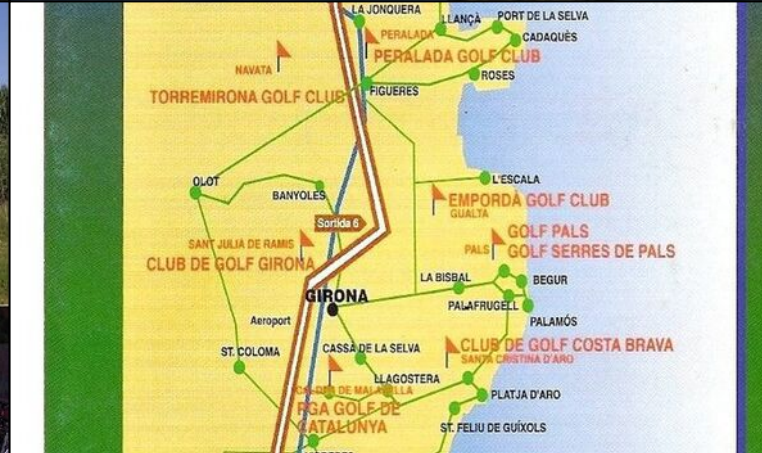 LA JONQUERA
LLANÇÀ
PORT DE LA SELVA
PERALADA
CADAQUÈS
PERALADA GOLF CLUB
NAVATA
ROSES
TORREMIRONA GOLF CLUB
FIGUERES
OLOT
BANYOLES
L'ESCALA
EMPORDÀ GOLF CLUB
GUALTA
Sortida 6
GOLF PALS
SANT JULIÀ DE RAMIS
PALS
GOLF SERRES DE PALS
CLUB DE GOLF GIRONA
LA BISBAL
BEGUR
GIRONA
PALAFRUGELL
Aeroport
PALAMÓS
ST. COLOMA
CASSÀ DE LA SELVA
CLUB DE GOLF COSTA BRAVA
SANTA CRISTINA D'ARO
LLAGOSTERA
CALDES DE MALAVELLA
PLATJA D'ARO
PGA GOLF DE
CATALUNYA
ST. FELIU DE GUÍXOLS